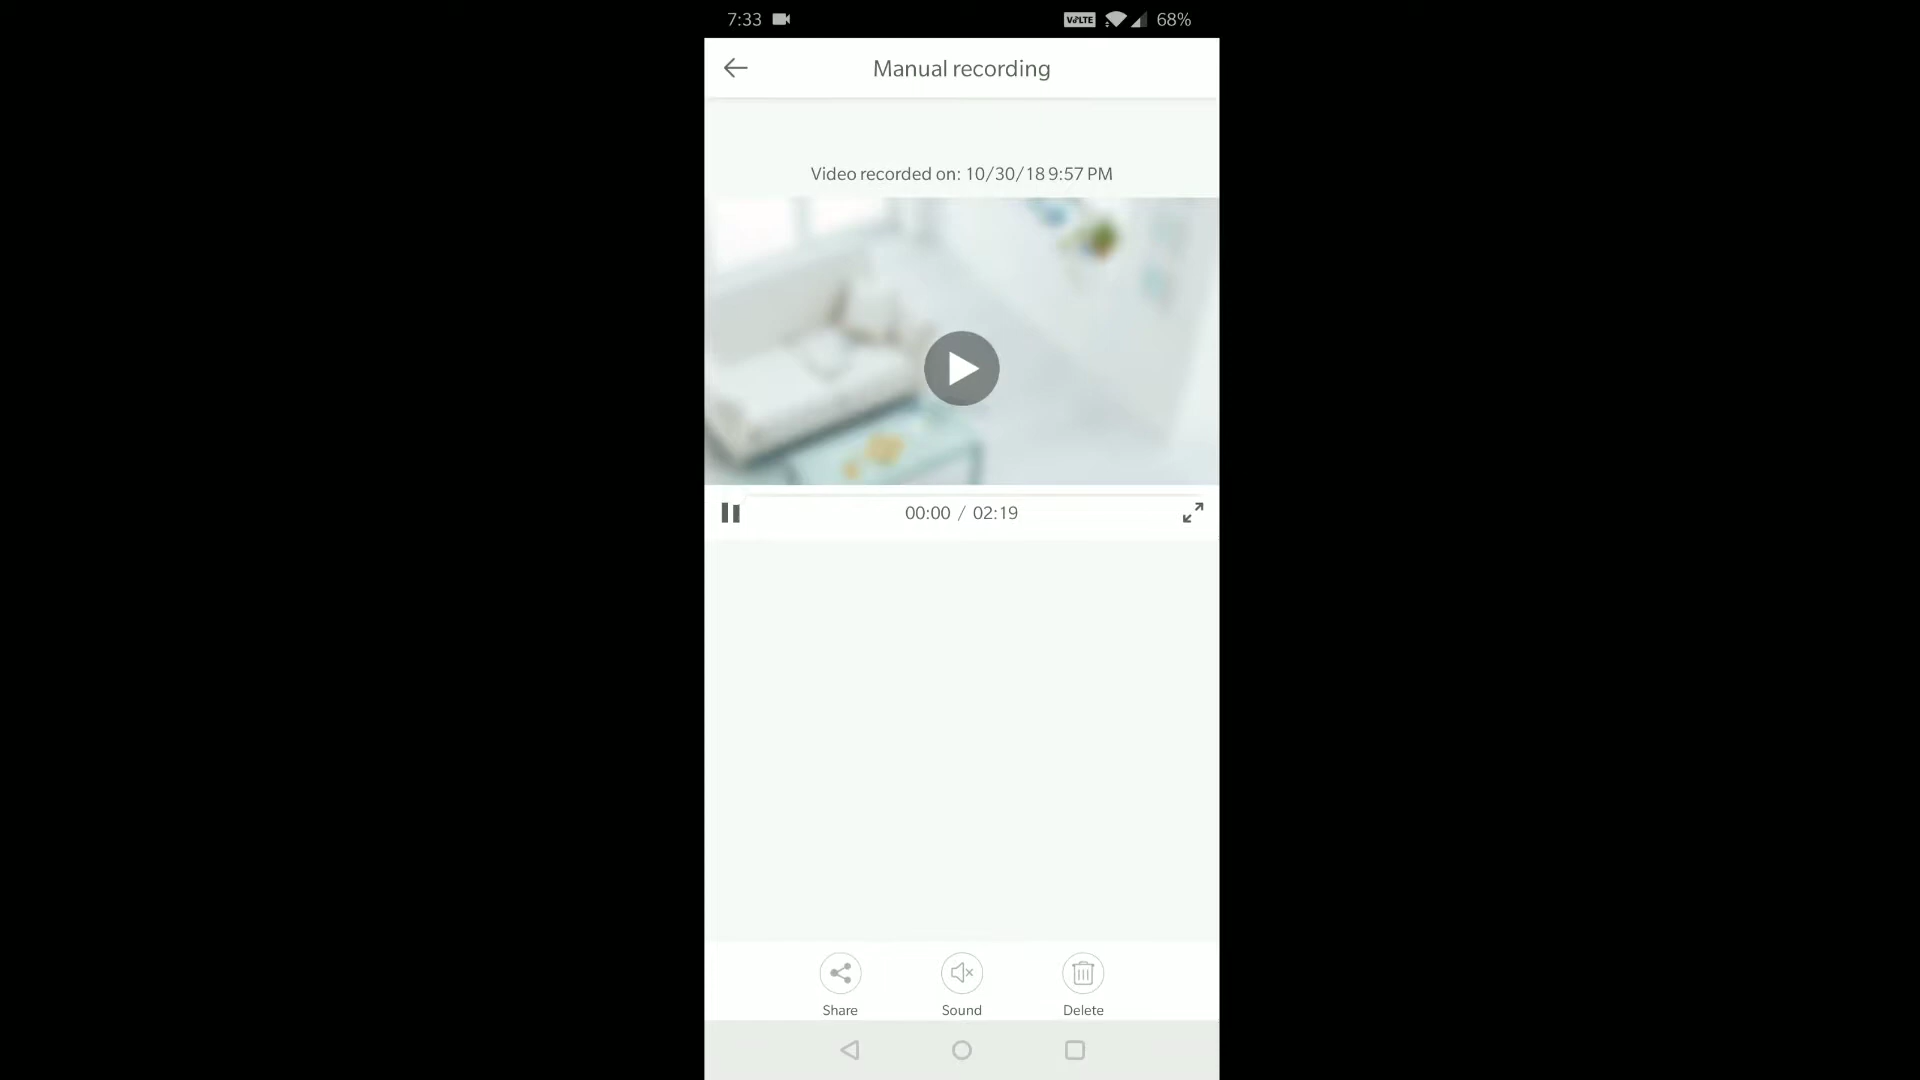 7:33
VoLTE
68%
Manual recording
Video recorded on: 10/30/18 9:57 PM
00:00 / 02:19
Share
Sound
Delete